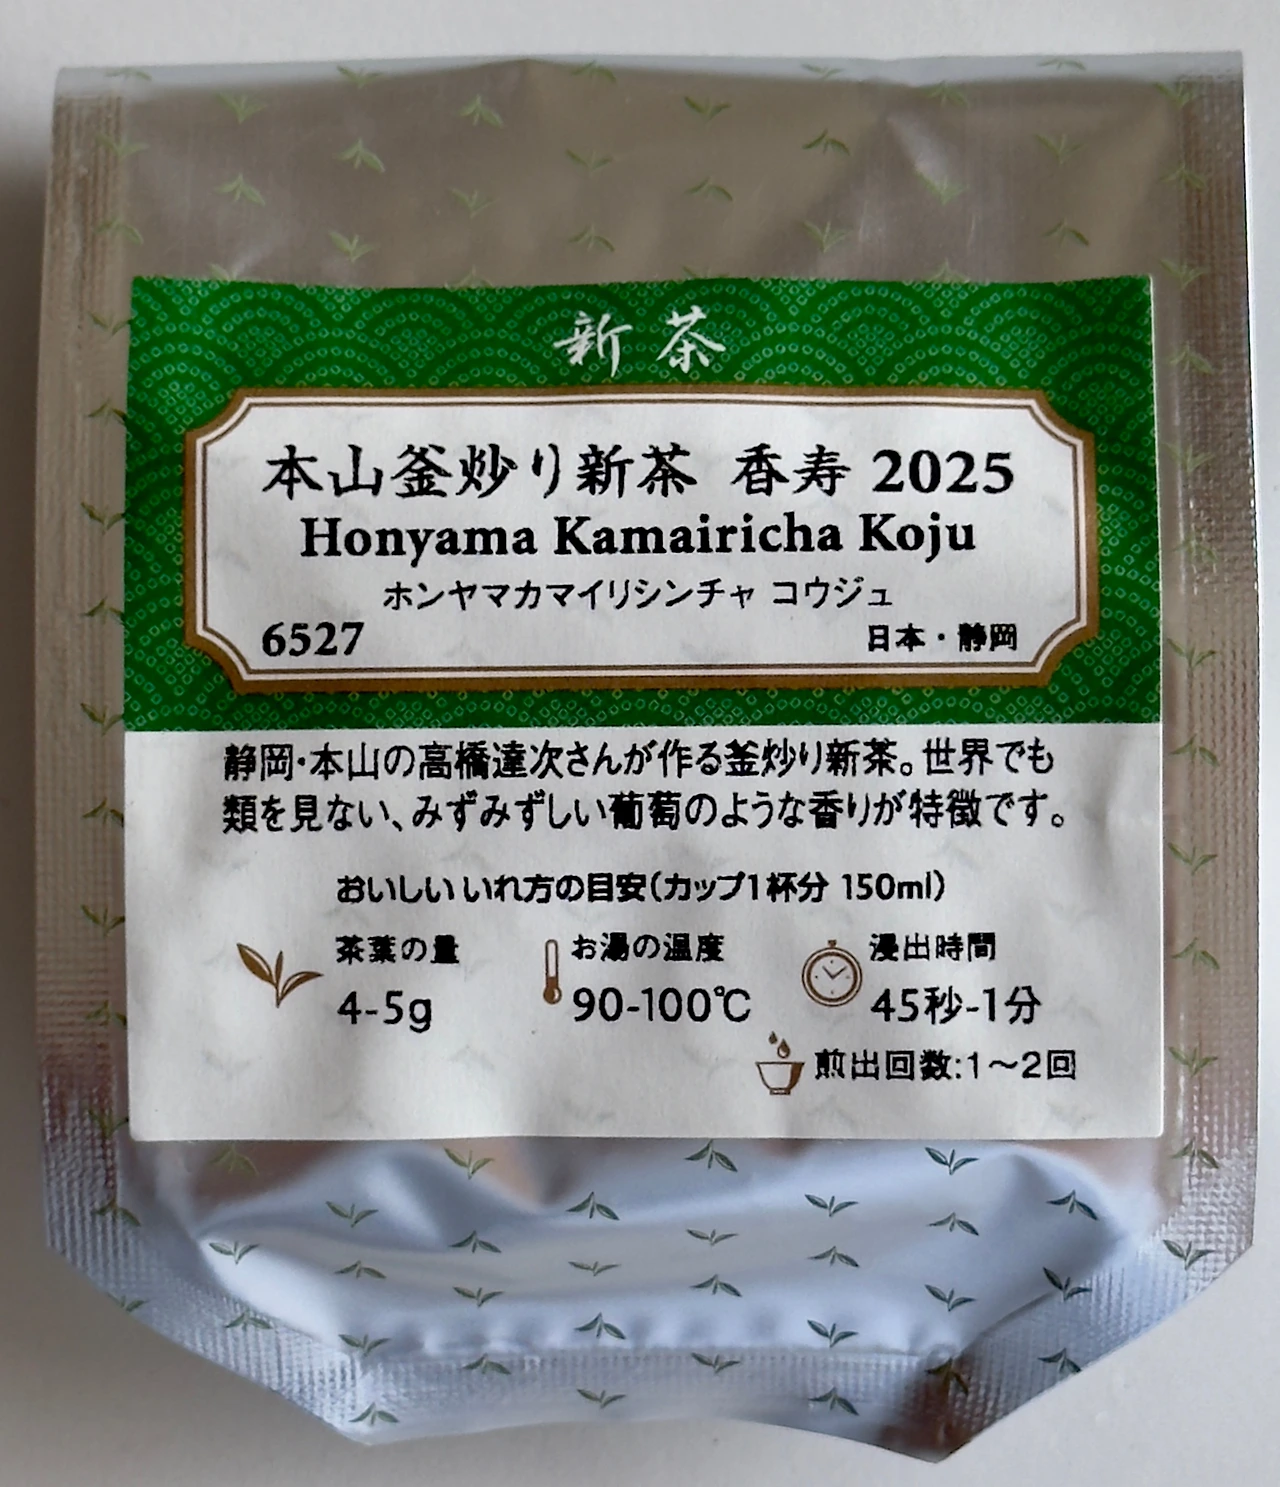 新茶
本山釜炒り新茶 香寿 2025
Honyama Kamairicha Koju
ホンヤマカマイリシンチャ コウジュ
6527 日本・静岡
静岡・本山の高橋達次さんが作る釜炒り新茶。世界でも
類を見ない、みずみずしい葡萄のような香りが特徴です。
おいしいいれ方の目安(カップ1杯分 150ml)
茶葉の量 お湯の温度 浸出時間
4-5g 90-100℃ 45秒-1分
煎出回数:1～2回